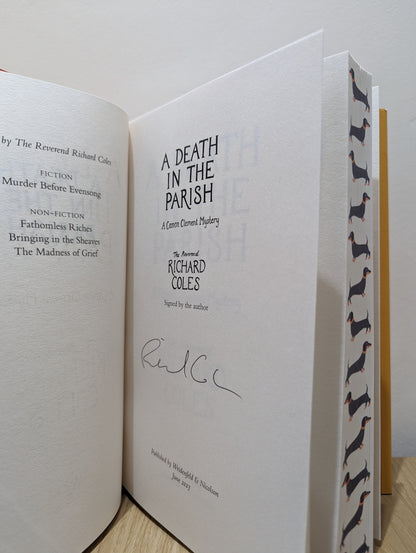 by The Reverend Richard Coles
FICTION
Murder Before Evensong
NON-FICTION
Fathomless Riches
Bringing in the Sheaves
The Madness of Grief
A DEATH
IN THE
PARISH
A Canon Clement Mystery
The Reverend
RICHARD
COLES
Signed by the author
Richard Coles
Published by Weidenfeld & Nicolson
June 2023